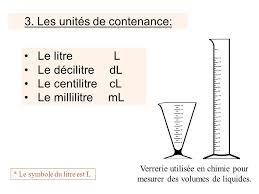 3. Les unités de contenance:
• Le litre L
• Le décilitre dL
• Le centilitre cL
• Le millilitre mL
* Le symbole du litre est L
Verrerie utilisée en chimie pour
mesurer des volumes de liquides.